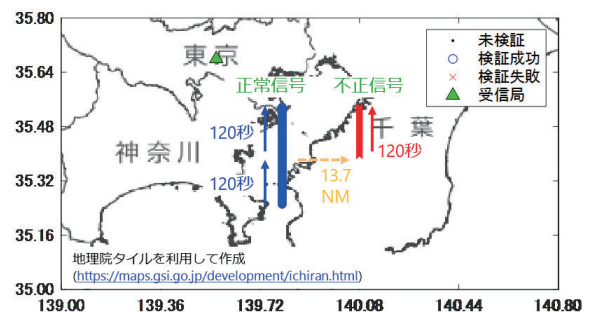 35.80
35.64
35.48
35.32
35.16
35.00
139.00
139.36
139.72
140.08
140.44
140.80
東京
神奈川
千葉
正常信号
不正信号
120秒
120秒
120秒
13.7
NM
未検証
検証成功
検証失敗
受信局
地理院タイルを利用して作成
(https://maps.gsi.go.jp/development/ichiran.html)